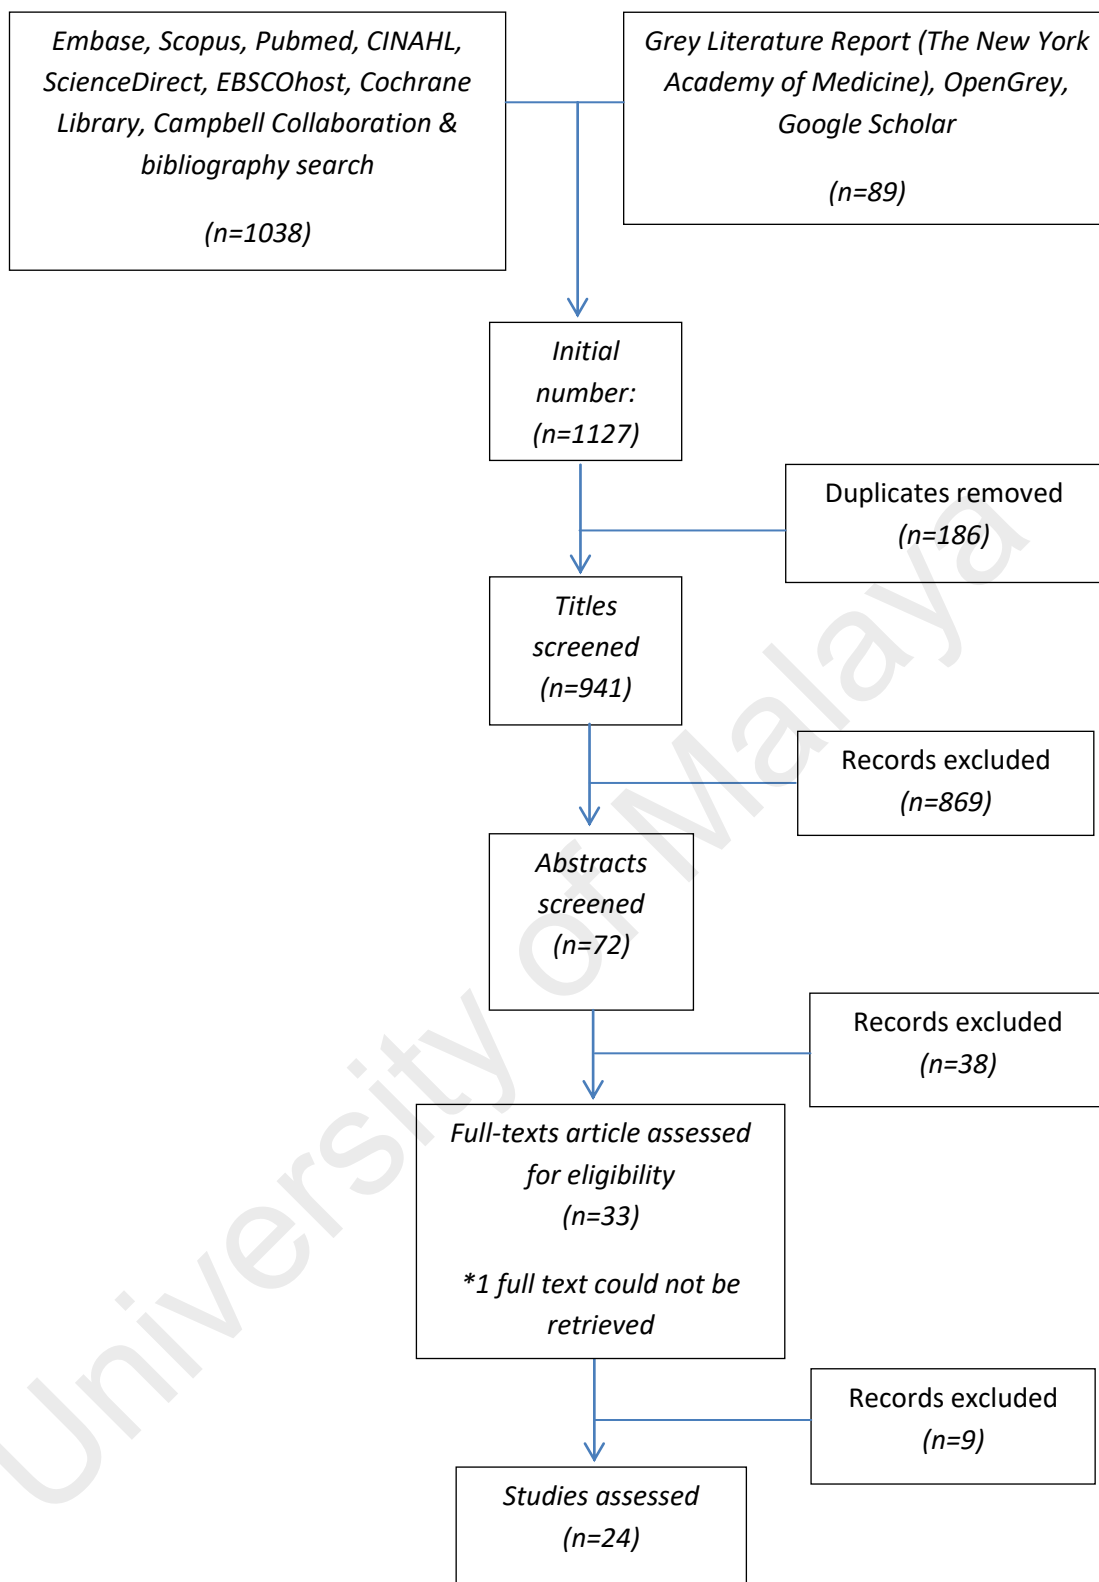 Embase, Scopus, Pubmed, CINAHL,
ScienceDirect, EBSCOhost, Cochrane
Library, Campbell Collaboration &
bibliography search
(n=1038)
Grey Literature Report (The New York
Academy of Medicine), OpenGrey,
Google Scholar
(n=89)
Initial
number:
(n=1127)
Duplicates removed
(n=186)
Titles
screened
(n=941)
Records excluded
(n=869)
Abstracts
screened
(n=72)
Records excluded
(n=38)
Full-texts article assessed
for eligibility
(n=33)
*1 full text could not be
retrieved
Records excluded
(n=9)
Studies assessed
(n=24)
University of Malaya